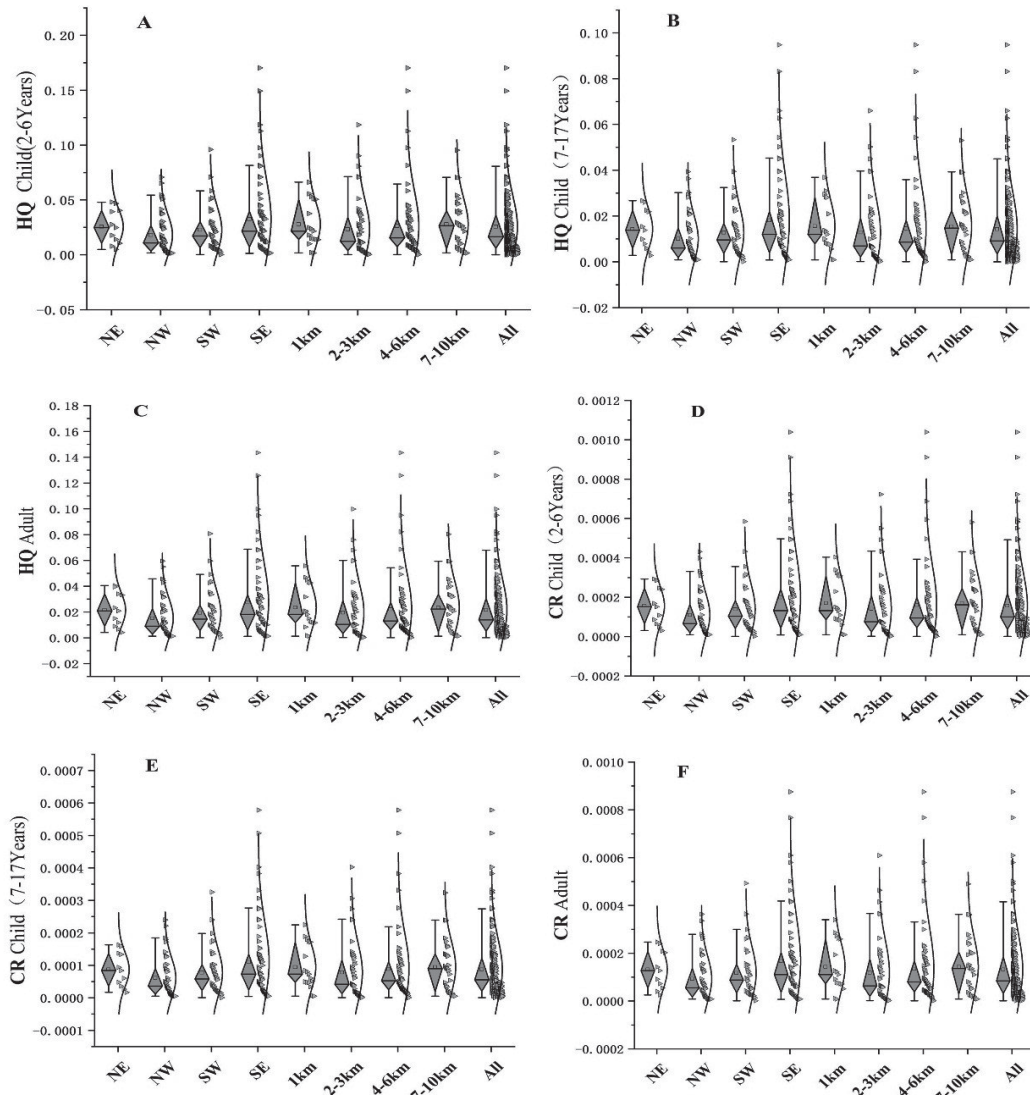 A
HQ Child(2-6Years)
0.20
0.15
0.10
0.05
0.00
-0.05
NE NW SW SE 1km 2-3km 4-6km 7-10km All
B
HQ Child (7-17Years)
0.10
0.08
0.06
0.04
0.02
0.00
-0.02
NE NW SW SE 1km 2-3km 4-6km 7-10km All
C
HQ Adult
0.18
0.16
0.14
0.12
0.10
0.08
0.06
0.04
0.02
0.00
-0.02
NE NW SW SE 1km 2-3km 4-6km 7-10km All
D
CR Child (2-6Years)
0.0012
0.0010
0.0008
0.0006
0.0004
0.0002
0.0000
-0.0002
NE NW SW SE 1km 2-3km 4-6km 7-10km All
E
CR Child (7-17Years)
0.0007
0.0006
0.0005
0.0004
0.0003
0.0002
0.0001
0.0000
-0.0001
NE NW SW SE 1km 2-3km 4-6km 7-10km All
F
CR Adult
0.0010
0.0008
0.0006
0.0004
0.0002
0.0000
-0.0002
NE NW SW SE 1km 2-3km 4-6km 7-10km All